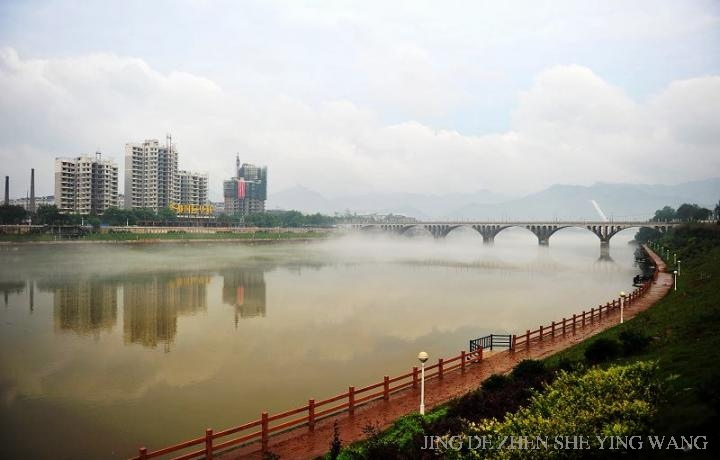 JING DE ZHEN SHE YING WANG